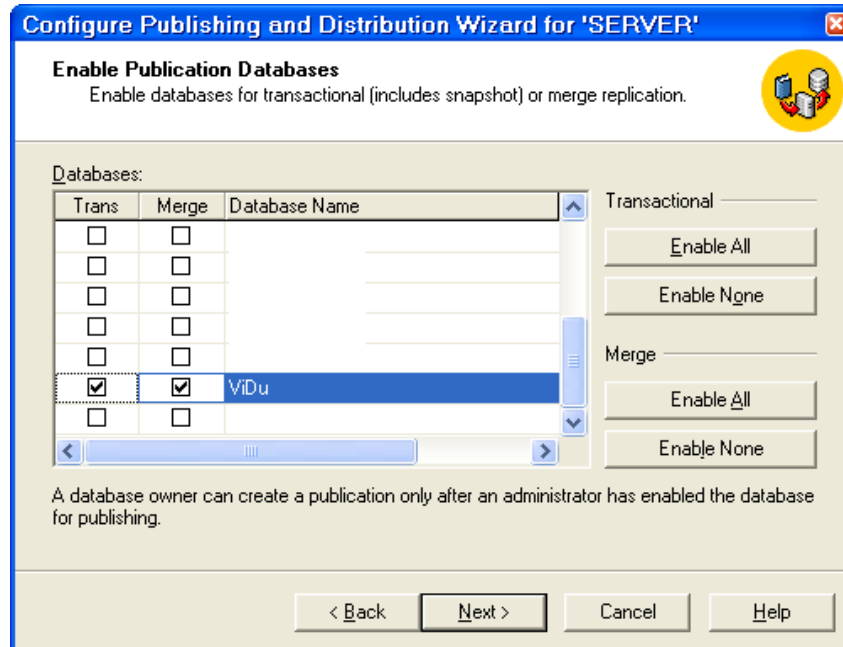 Configure Publishing and Distribution Wizard for 'SERVER'
Enable Publication Databases
Enable databases for transactional (includes snapshot) or merge replication.
Databases:
Trans Merge Database Name
ViDu
Transactional
Enable All
Enable None
Merge
Enable All
Enable None
A database owner can create a publication only after an administrator has enabled the database
for publishing.
< Back Next > Cancel Help